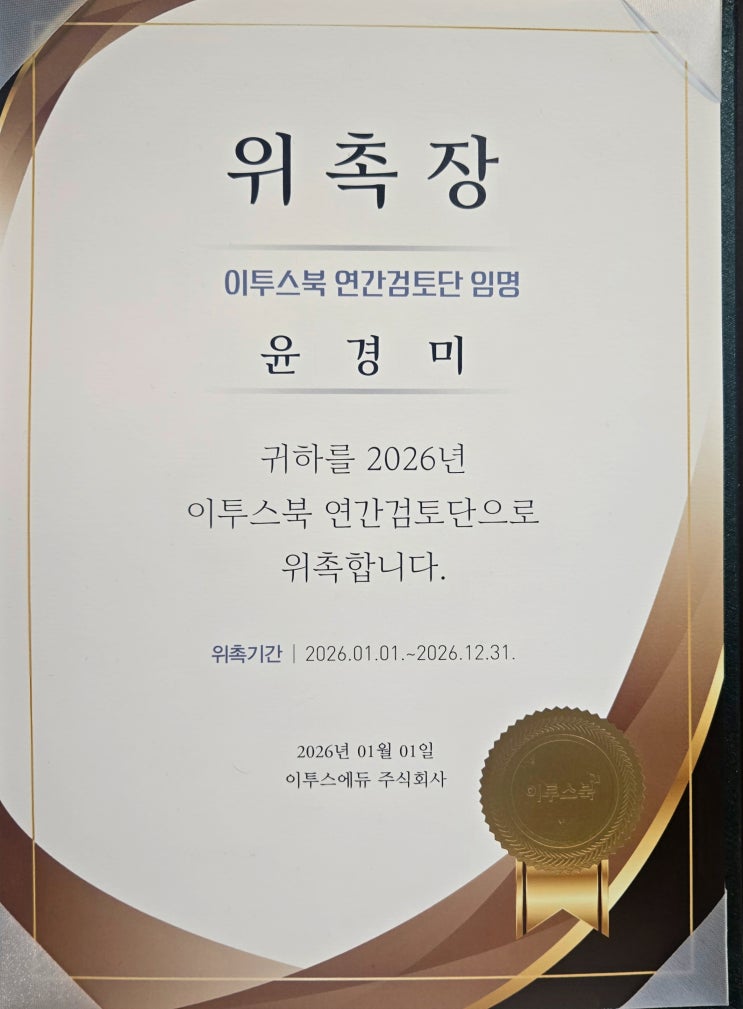 위촉장
이투스북 연간검토단 임명
윤경미
귀하를 2026년
이투스북 연간검토단으로
위촉합니다.
위촉기간 | 2026.01.01.~2026.12.31.
2026년 01월 01일
이투스에듀 주식회사
이투스북